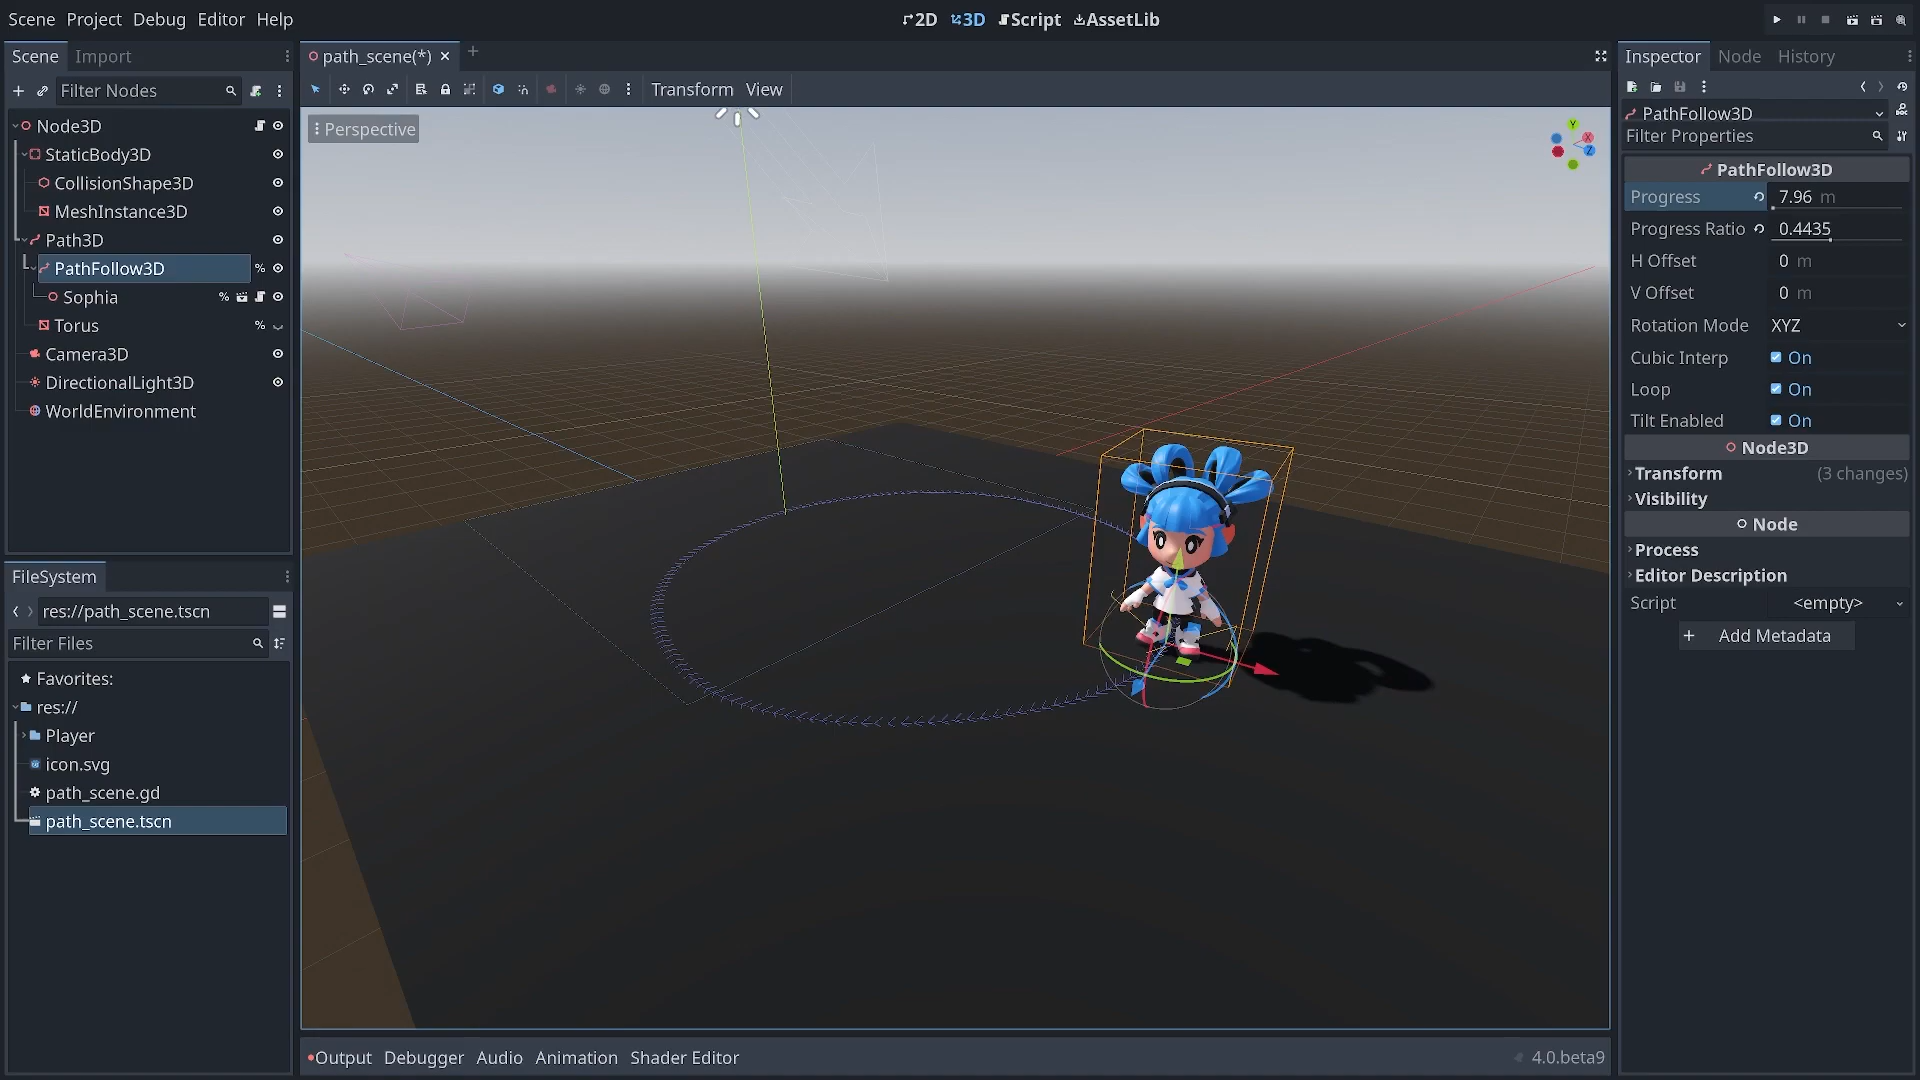 Scene Project Debug Editor Help
2D 3D Script AssetLib
Scene Import
Filter Nodes
Node3D
StaticBody3D
CollisionShape3D
MeshInstance3D
Path3D
PathFollow3D %
Sophia %
Torus %
Camera3D
DirectionalLight3D
WorldEnvironment
FileSystem
res://path_scene.tscn
Filter Files
Favorites:
res://
Player
icon.svg
path_scene.gd
path_scene.tscn
path_scene(*)
Transform View
Perspective
Y
X
Z
Output Debugger Audio Animation Shader Editor
4.0.beta9
Inspector Node History
PathFollow3D
Filter Properties
PathFollow3D
Progress 7.96 m
Progress Ratio 0.4435
H Offset 0 m
V Offset 0 m
Rotation Mode XYZ
Cubic Interp On
Loop On
Tilt Enabled On
Node3D
Transform (3 changes)
Visibility
Node
Process
Editor Description
Script <empty>
+ Add Metadata